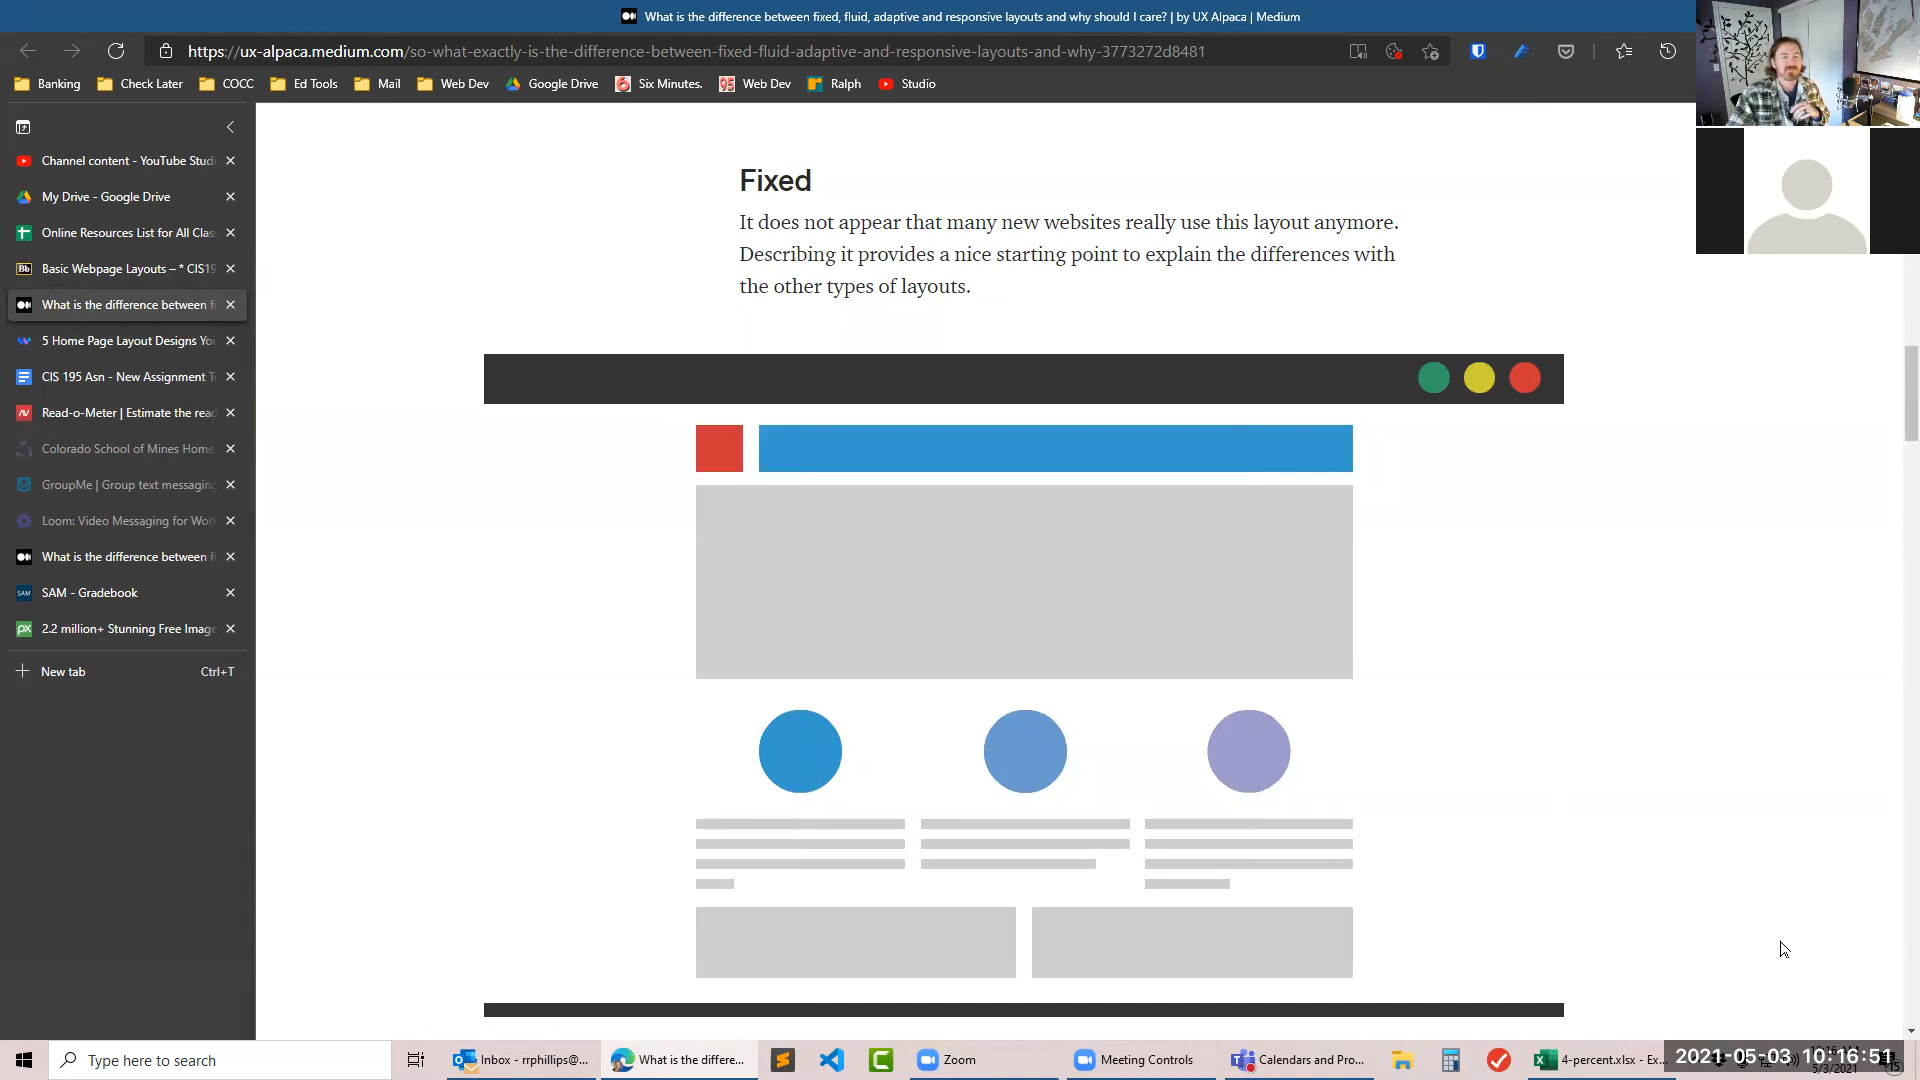 What is the difference between fixed, fluid, adaptive and responsive layouts and why should I care? | by UX Alpaca | Medium
https://ux-alpaca.medium.com/so-what-exactly-is-the-difference-between-fixed-fluid-adaptive-and-responsive-layouts-and-why-3773272d8481
Banking Check Later COCC Ed Tools Mail Web Dev Google Drive Six Minutes. Web Dev Ralph Studio
Channel content - YouTube Studi
My Drive - Google Drive
Online Resources List for All Clas
Bb Basic Webpage Layouts – * CIS19
What is the difference between fi
5 Home Page Layout Designs You
CIS 195 Asn - New Assignment T
Read-o-Meter | Estimate the read
Colorado School of Mines Home
GroupMe | Group text messaging
Loom: Video Messaging for Wor
What is the difference between fi
SAM SAM - Gradebook
px 2.2 million+ Stunning Free Image
New tab Ctrl+T
Fixed
It does not appear that many new websites really use this layout anymore.
Describing it provides a nice starting point to explain the differences with
the other types of layouts.
Type here to search
Inbox - rrphillips@...
What is the differe...
Zoom
Meeting Controls
Calendars and Pro...
4-percent.xlsx - Ex...
2021-05-03 10:16:51
5/3/2021
15